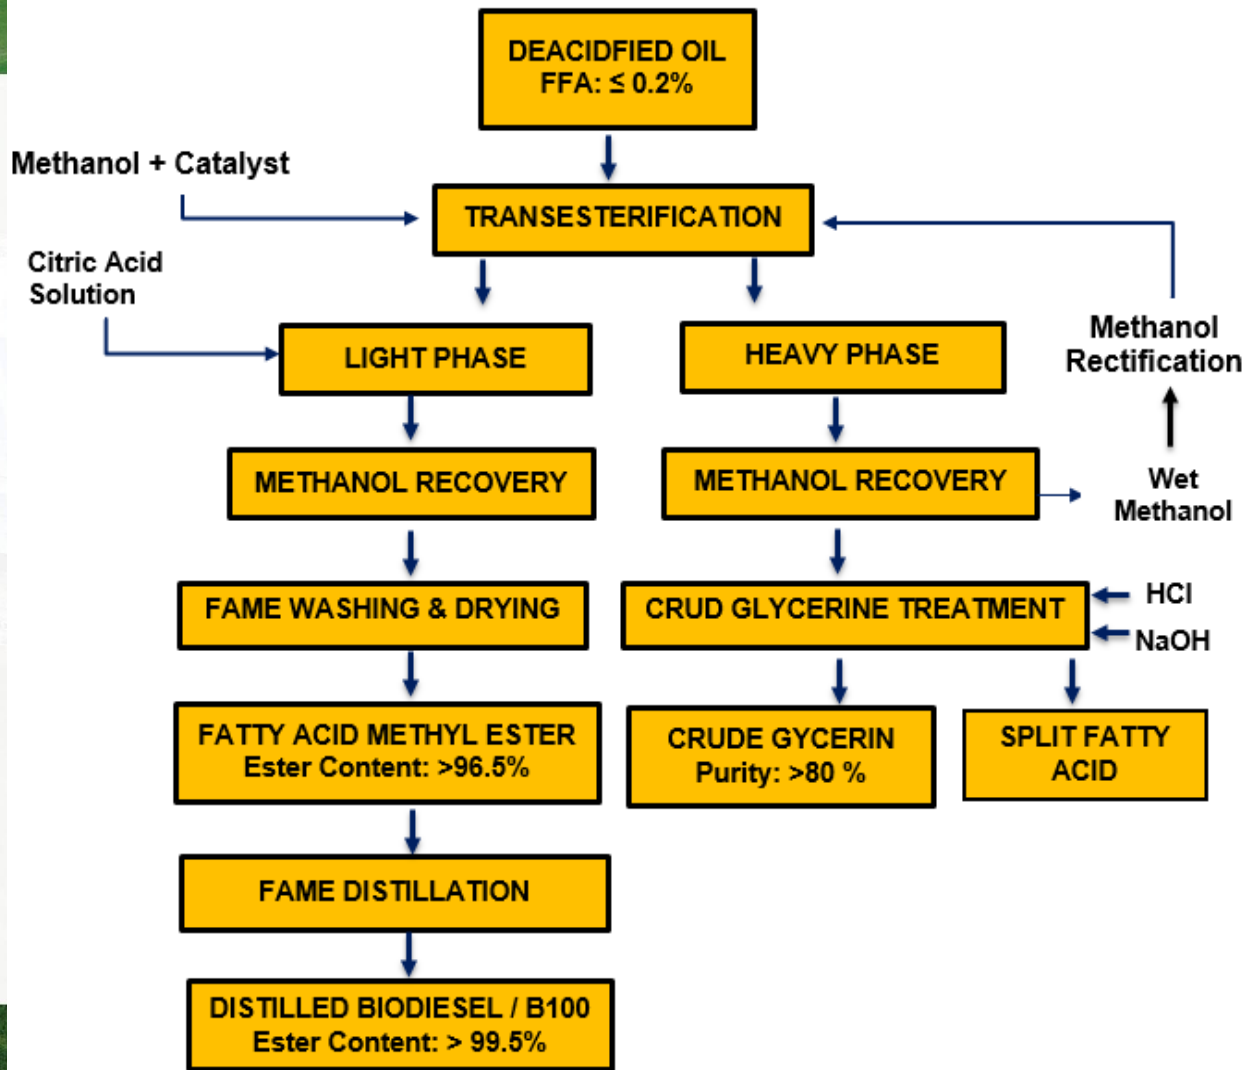 DEACIDFIED OIL
FFA: ≤ 0.2%
Methanol + Catalyst
TRANSESTERIFICATION
Citric Acid
Solution
LIGHT PHASE
HEAVY PHASE
Methanol
Rectification
METHANOL RECOVERY
METHANOL RECOVERY
Wet
Methanol
FAME WASHING & DRYING
CRUD GLYCERINE TREATMENT
HCl
NaOH
FATTY ACID METHYL ESTER
Ester Content: >96.5%
CRUDE GYCERIN
Purity: >80 %
SPLIT FATTY
ACID
FAME DISTILLATION
DISTILLED BIODIESEL / B100
Ester Content: > 99.5%